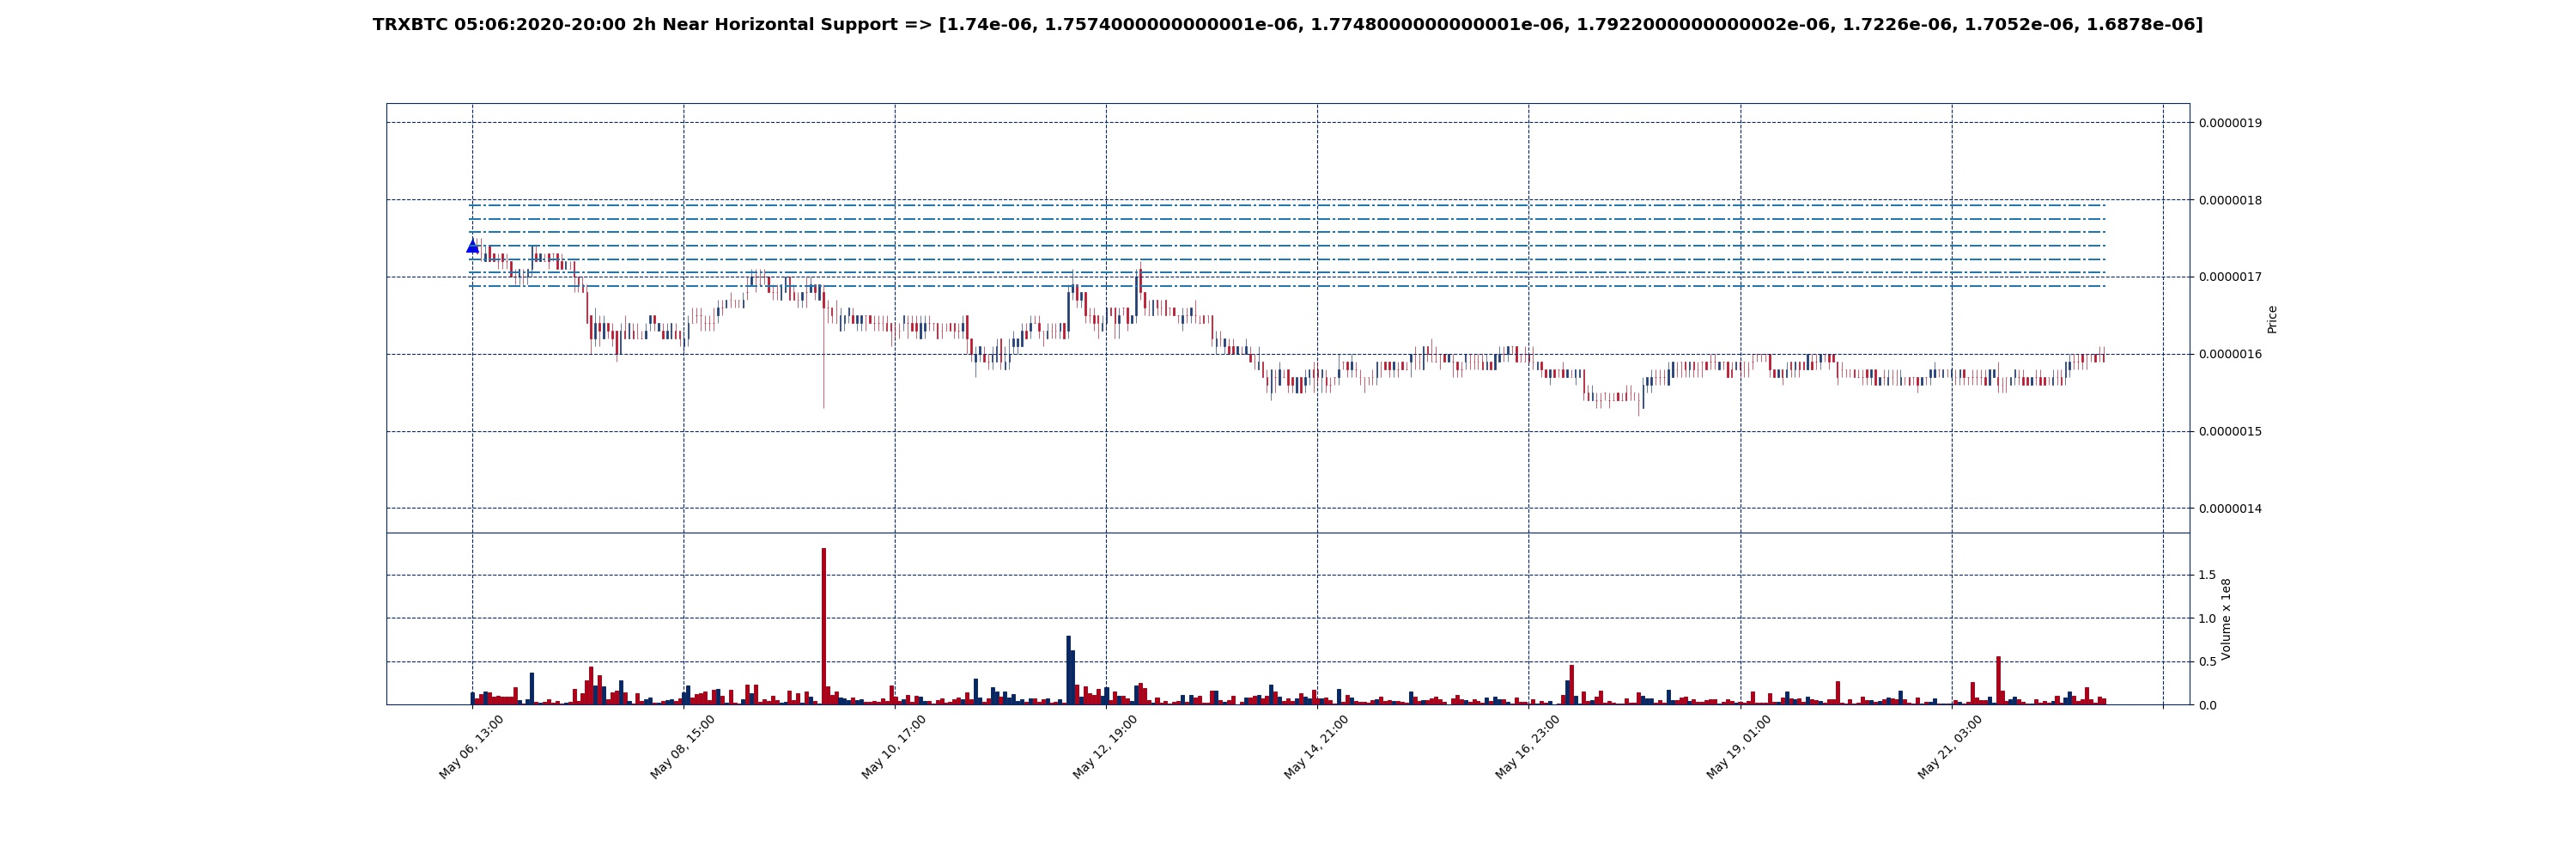 TRXBTC 05:06:2020-20:00 2h Near Horizontal Support => [1.74e-06, 1.7574000000000001e-06, 1.7748000000000001e-06, 1.7922000000000002e-06, 1.7226e-06, 1.7052e-06, 1.6878e-06]
0.0000019
0.0000018
0.0000017
0.0000016
0.0000015
0.0000014
Price
1.5
1.0
0.5
0.0
Volume x 1e8
May 06, 13:00
May 08, 15:00
May 10, 17:00
May 12, 19:00
May 14, 21:00
May 16, 23:00
May 19, 01:00
May 21, 03:00